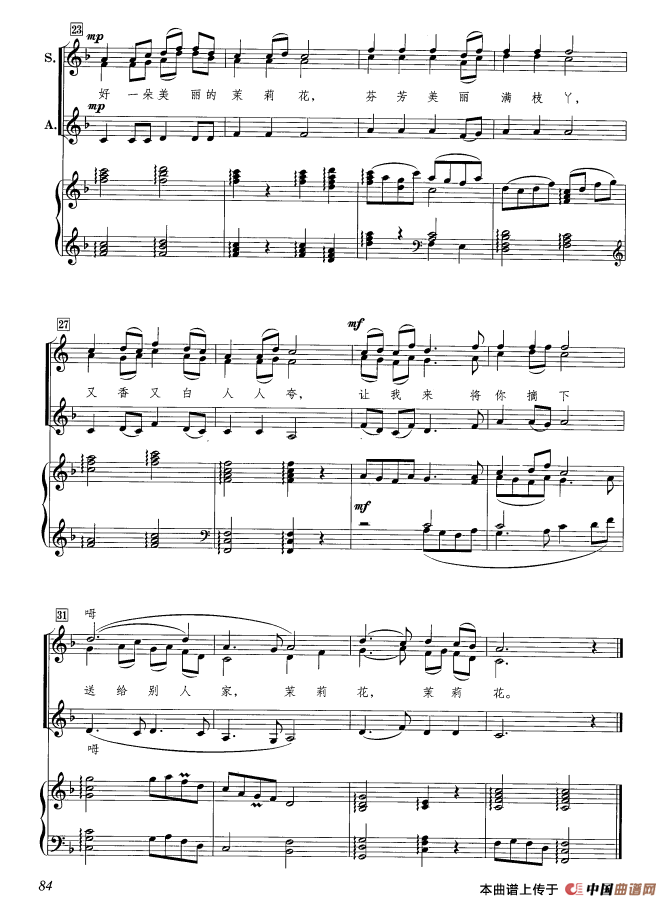 23
mp
S.
好一朵美丽的茉莉花，芬芳美丽满枝丫，
mp
A.
27
mf
又香又白人人夸，让我来将你摘下
mf
31
呣
送给别人家，茉莉花，茉莉花。
呣
84
本曲谱上传于 中国曲谱网